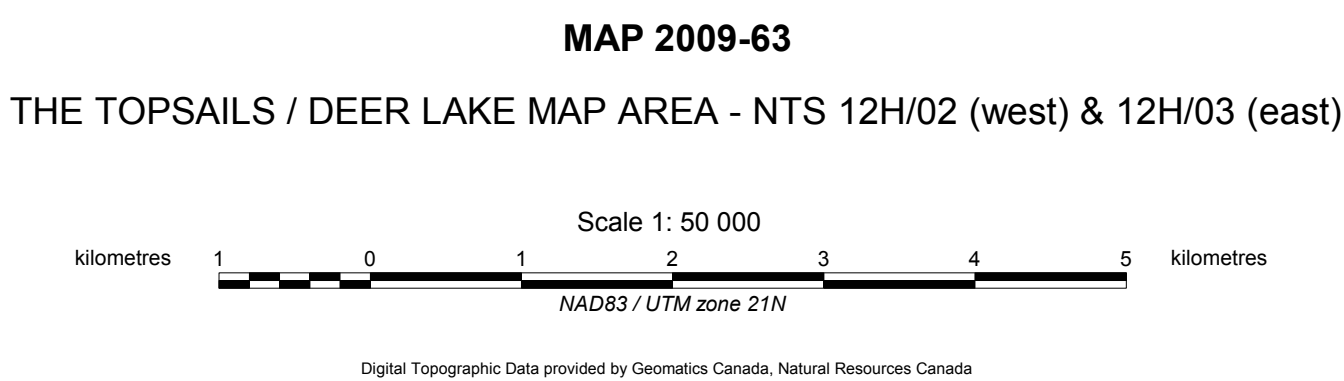 MAP 2009-63
THE TOPSAILS / DEER LAKE MAP AREA - NTS 12H/02 (west) & 12H/03 (east)
Scale 1: 50 000
kilometres 1 0 1 2 3 4 5 kilometres
NAD83 / UTM zone 21N
Digital Topographic Data provided by Geomatics Canada, Natural Resources Canada